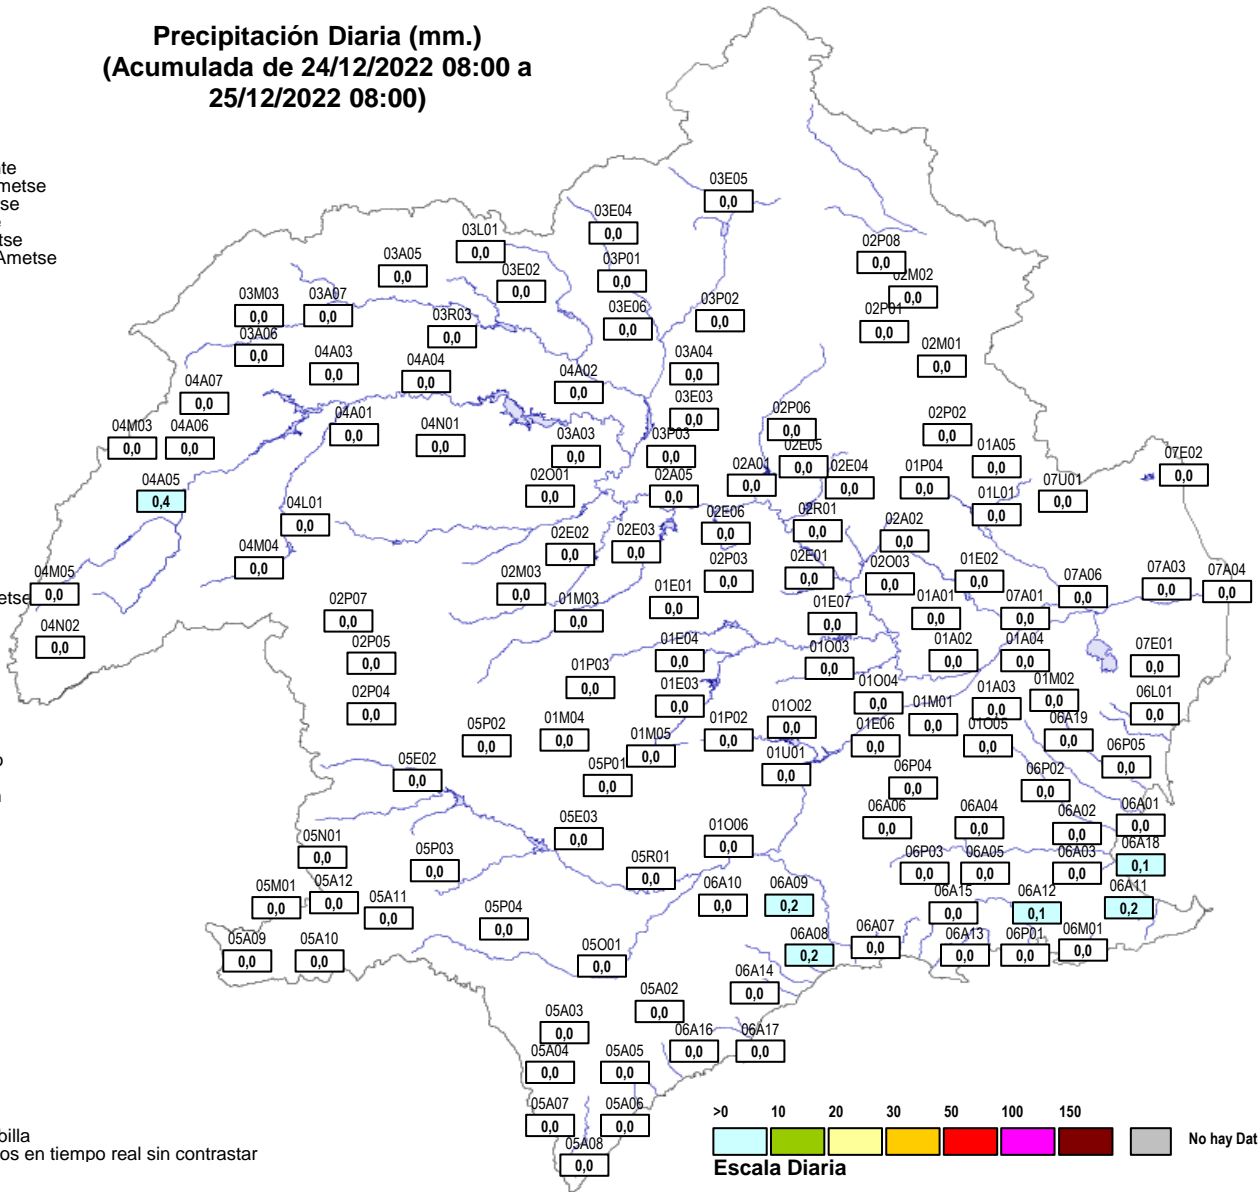 Precipitación Diaria (mm.)
(Acumulada de 24/12/2022 08:00 a
25/12/2022 08:00)
03E05
0,0
03E04
0,0
03L01
0,0
03A05
0,0
03P01
0,0
03E02
0,0
02P08
0,0
02M02
0,0
03M03
0,0
03A07
0,0
03R03
0,0
03E06
0,0
03P02
0,0
02P01
0,0
03A06
0,0
04A03
0,0
04A04
0,0
03A04
0,0
02M01
0,0
04A07
0,0
04A02
0,0
03E03
0,0
04A01
0,0
04M03
0,0
04A06
0,0
04N01
0,0
03A03
0,0
03P03
0,0
02P06
0,0
02P02
0,0
02E05
0,0
01A05
0,0
07E02
0,0
04A05
0,4
02O01
0,0
02A05
0,0
02A01
0,0
02E04
0,0
01P04
0,0
07U01
0,0
04L01
0,0
01L01
0,0
02E06
0,0
02R01
0,0
02A02
0,0
04M04
0,0
02E02
0,0
02E03
0,0
04M05
0,0
02M03
0,0
02P03
0,0
02E01
0,0
02O03
0,0
01E02
0,0
07A06
0,0
07A03
0,0
07A04
0,0
02P07
0,0
01M03
0,0
01E01
0,0
01E07
0,0
01A01
0,0
07A01
0,0
04N02
0,0
02P05
0,0
01E04
0,0
01O03
0,0
01A02
0,0
01A04
0,0
07E01
0,0
02P04
0,0
01P03
0,0
01E03
0,0
01O04
0,0
01M01
0,0
01A03
0,0
01M02
0,0
06L01
0,0
05P02
0,0
01M04
0,0
01M05
0,0
01P02
0,0
01O02
0,0
01E06
0,0
01O05
0,0
06A19
0,0
06P05
0,0
05E02
0,0
05P01
0,0
01U01
0,0
06P04
0,0
06P02
0,0
05E03
0,0
01O06
0,0
06A06
0,0
06A04
0,0
06A02
0,0
06A01
0,0
05N01
0,0
05P03
0,0
05R01
0,0
06P03
0,0
06A05
0,0
06A03
0,0
06A18
0,1
05M01
0,0
05A12
0,0
05A11
0,0
06A10
0,0
06A09
0,2
06A15
0,0
06A12
0,1
06A11
0,2
05P04
0,0
05A09
0,0
05A10
0,0
05O01
0,0
06A08
0,2
06A07
0,0
06A13
0,0
06P01
0,0
06M01
0,0
06A14
0,0
05A02
0,0
05A03
0,0
06A16
0,0
06A17
0,0
05A04
0,0
05A05
0,0
05A07
0,0
05A06
0,0
05A08
0,0
>0 10 20 30 50 100 150
No hay Dat
Escala Diaria
os en tiempo real sin contrastar